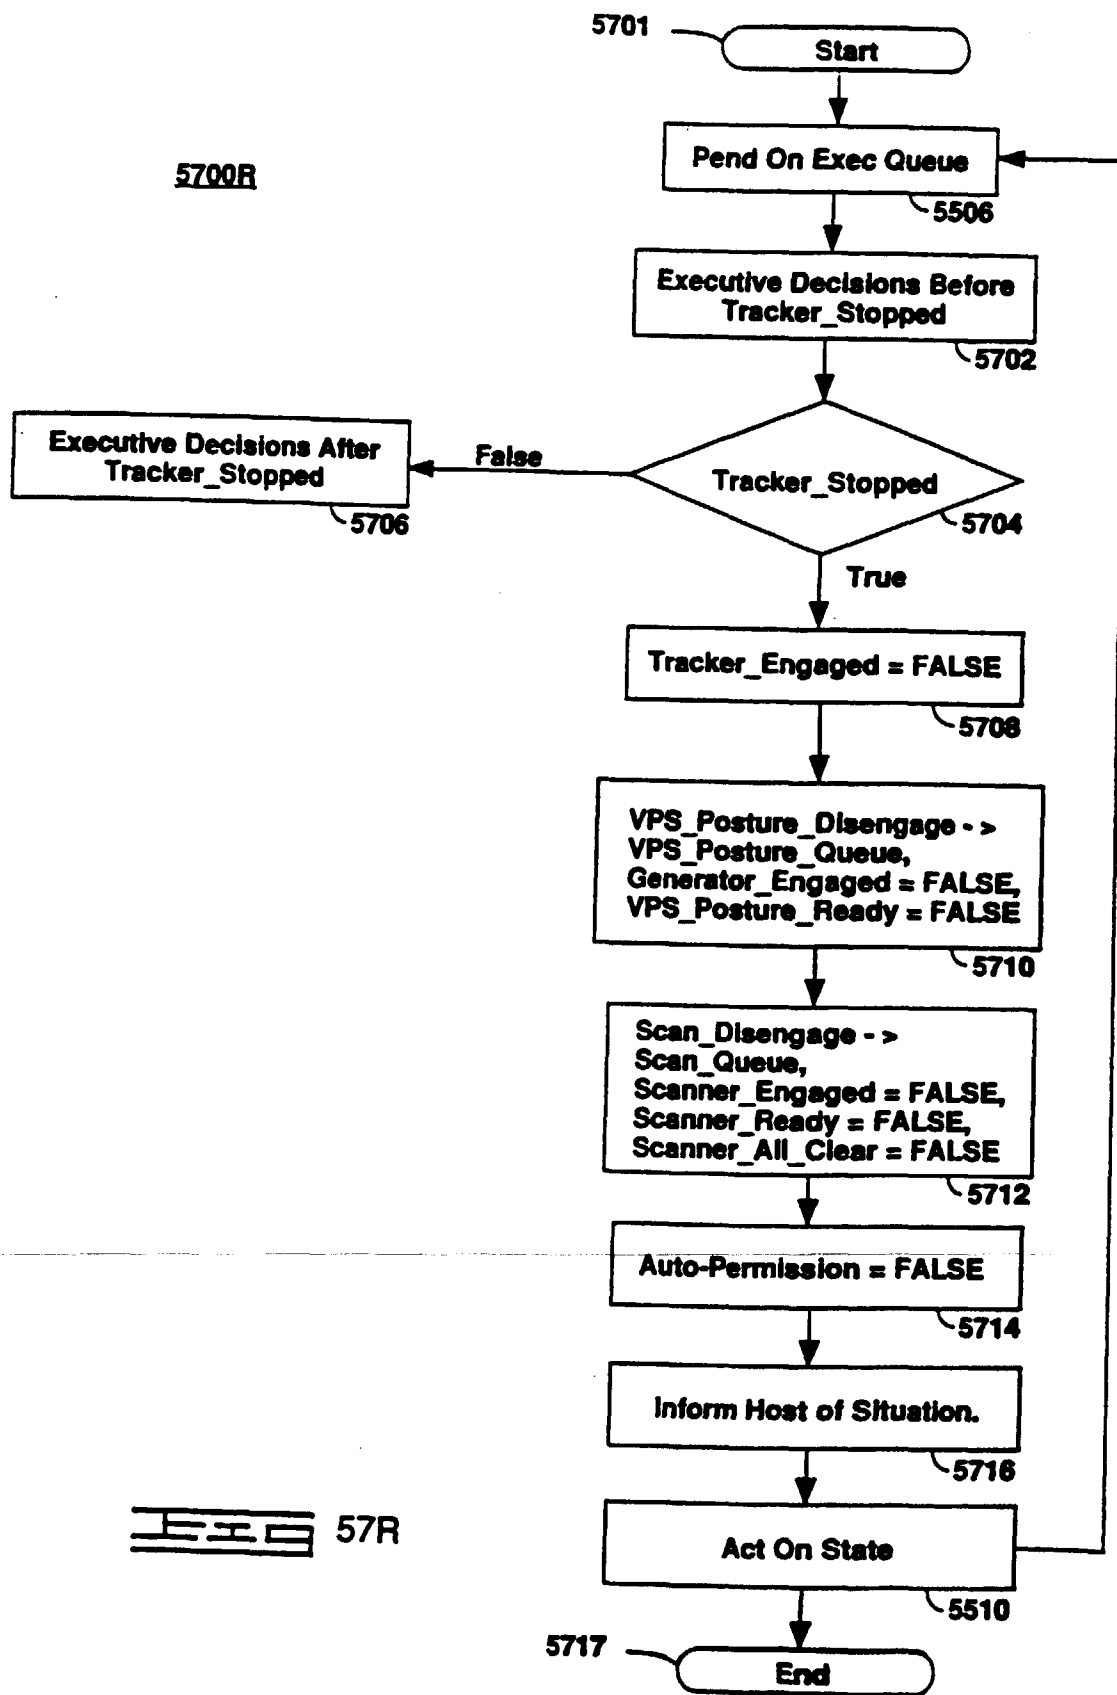 5701
Start
Pend On Exec Queue
5506
5700R
Executive Decisions Before
Tracker_Stopped
5702
Executive Decisions After
Tracker_Stopped
5706
False
Tracker_Stopped
5704
True
Tracker_Engaged = FALSE
5708
VPS_Posture_Disengage - >
VPS_Posture_Queue,
Generator_Engaged = FALSE,
VPS_Posture_Ready = FALSE
5710
Scan_Disengage - >
Scan_Queue,
Scanner_Engaged = FALSE,
Scanner_Ready = FALSE,
Scanner_All_Clear = FALSE
5712
Auto-Permission = FALSE
5714
Inform Host of Situation.
5716
FIG 57R
Act On State
5510
5717
End